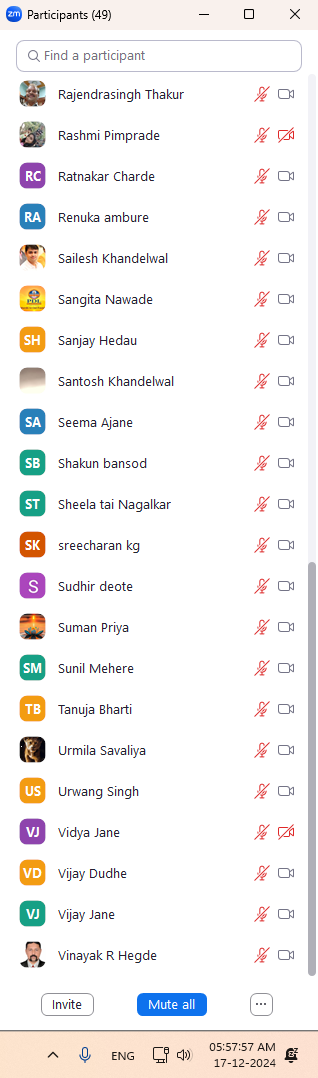 zm Participants (49)
Find a participant
Rajendrasingh Thakur
Rashmi Pimprade
RC Ratnakar Charde
RA Renuka ambure
Sailesh Khandelwal
Sangita Nawade
SH Sanjay Hedau
Santosh Khandelwal
SA Seema Ajane
SB Shakun bansod
ST Sheela tai Nagalkar
SK sreecharan kg
S Sudhir deote
Suman Priya
SM Sunil Mehere
TB Tanuja Bharti
Urmila Savaliya
US Urwang Singh
VJ Vidya Jane
VD Vijay Dudhe
VJ Vijay Jane
Vinayak R Hegde
Invite Mute all ...
ENG 05:57:57 AM
17-12-2024